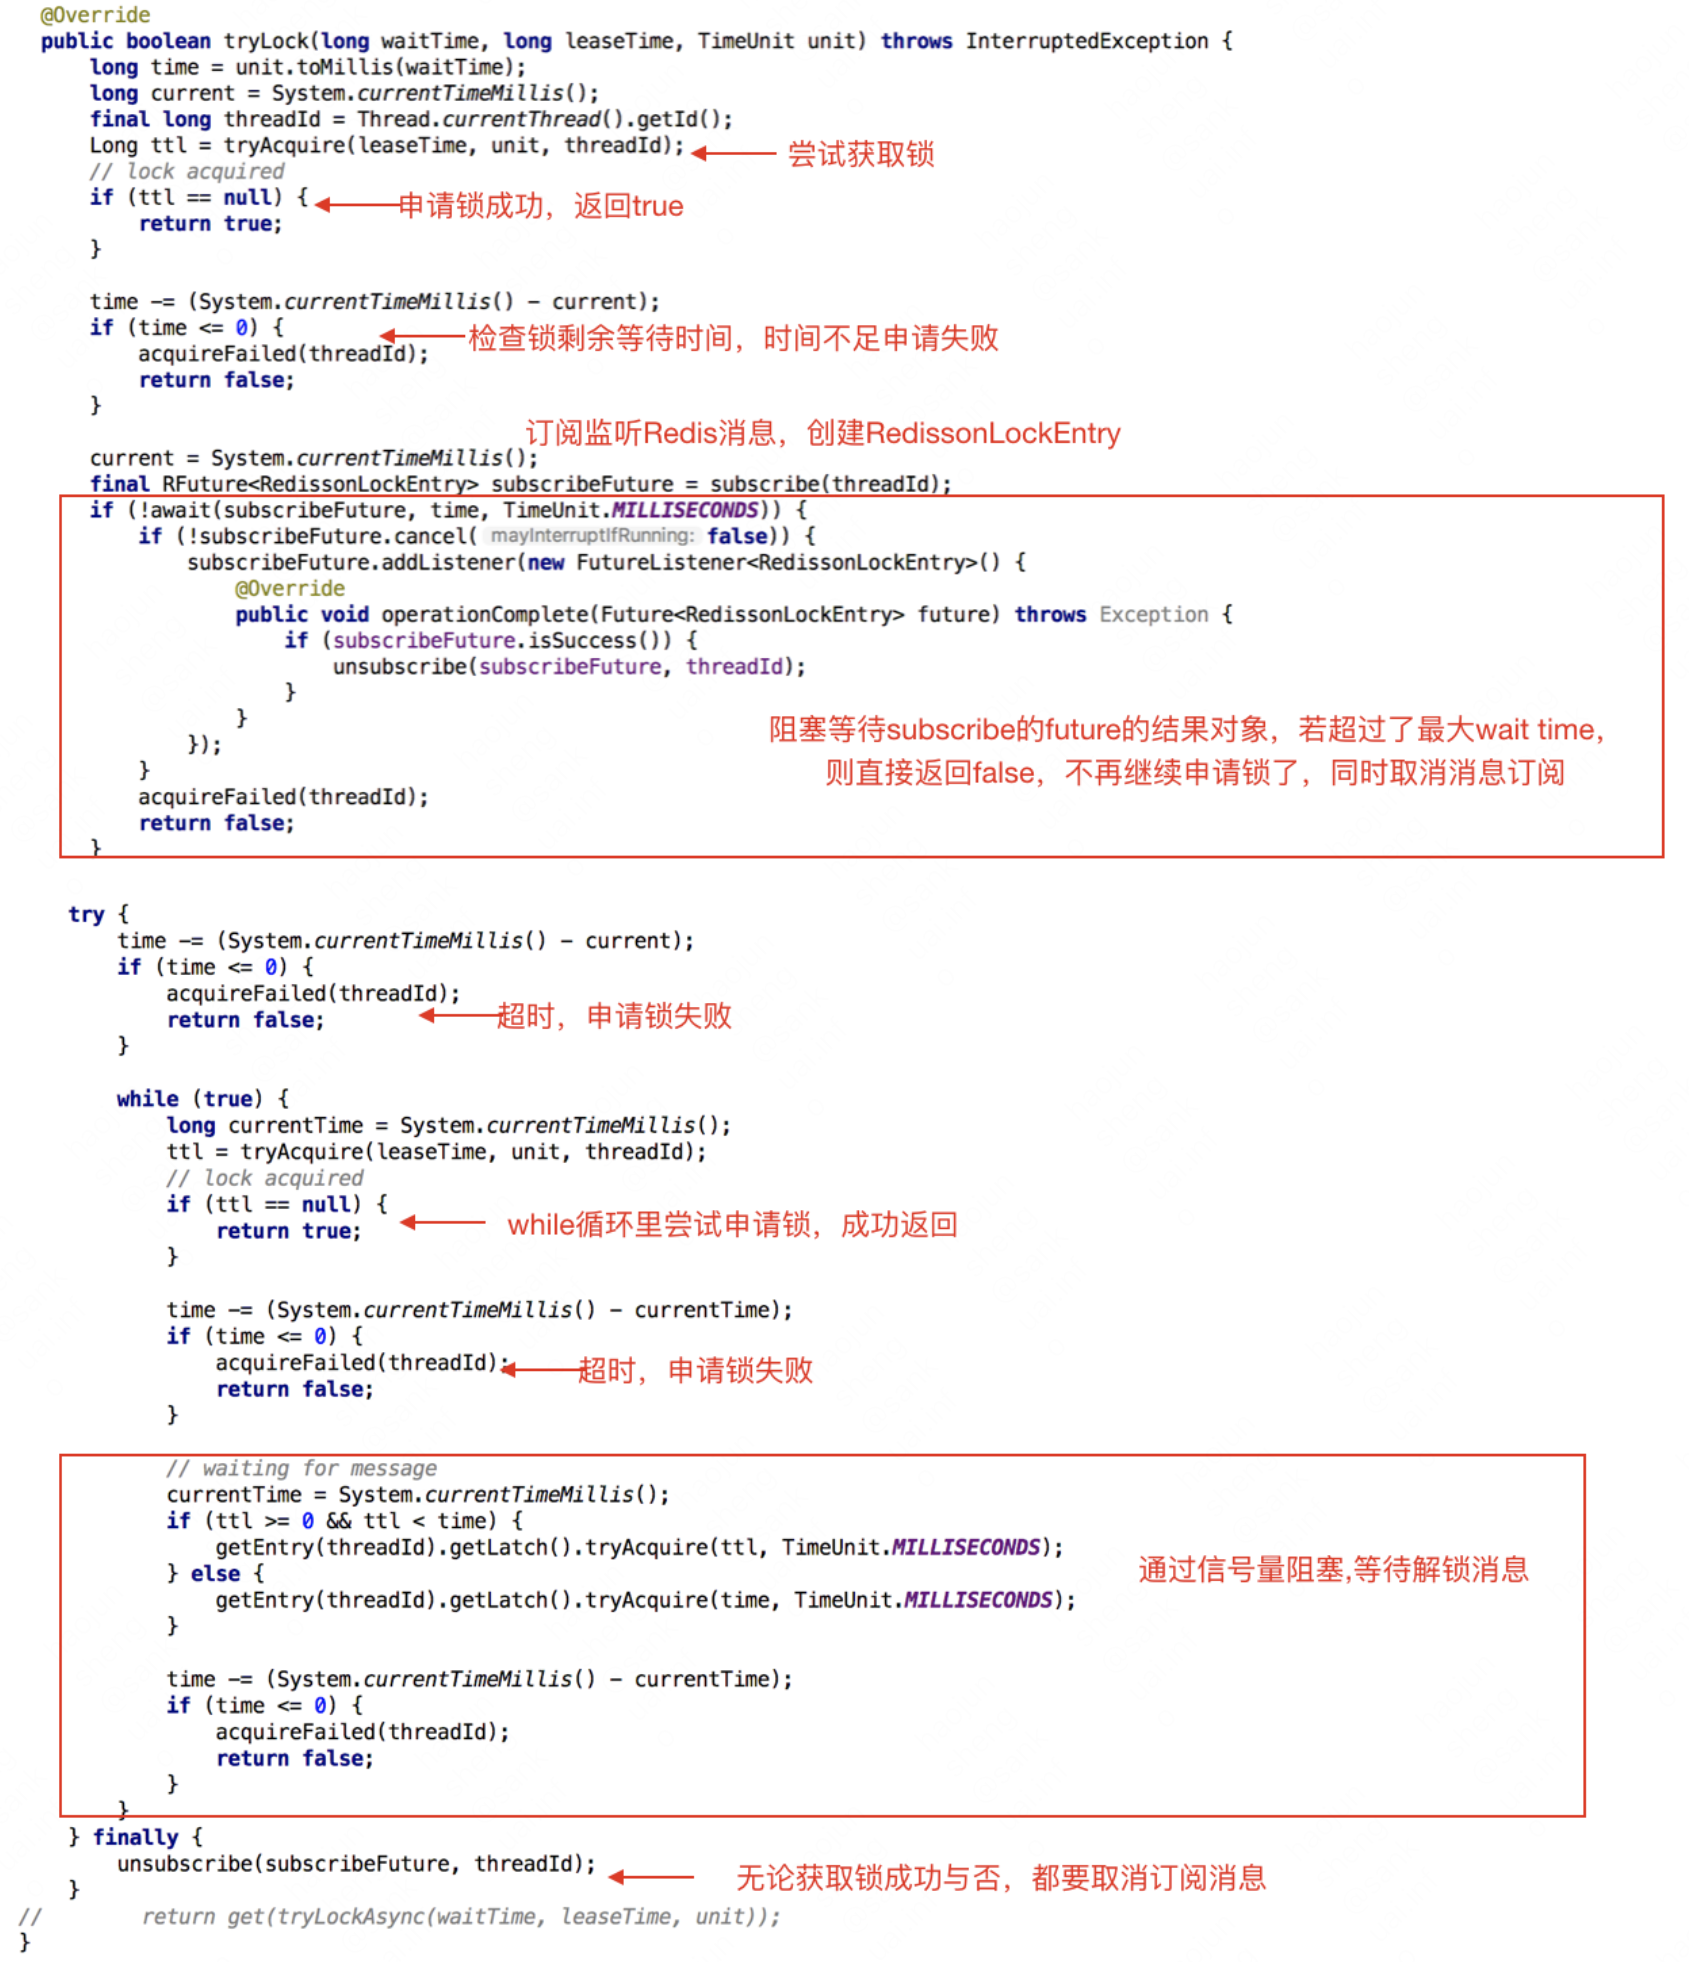 @Override
public boolean tryLock(long waitTime, long leaseTime, TimeUnit unit) throws InterruptedException {
long time = unit.toMillis(waitTime);
long current = System.currentTimeMillis();
final long threadId = Thread.currentThread().getId();
Long ttl = tryAcquire(leaseTime, unit, threadId); 尝试获取锁
// lock acquired
if (ttl == null) { 申请锁成功，返回true
return true;
}
time -= (System.currentTimeMillis() - current);
if (time <= 0) { 检查锁剩余等待时间，时间不足申请失败
acquireFailed(threadId);
return false;
}
订阅监听Redis消息，创建RedissonLockEntry
current = System.currentTimeMillis();
final RFuture<RedissonLockEntry> subscribeFuture = subscribe(threadId);
if (!await(subscribeFuture, time, TimeUnit.MILLISECONDS)) {
if (!subscribeFuture.cancel( mayInterruptIfRunning: false)) {
subscribeFuture.addListener(new FutureListener<RedissonLockEntry>() {
@Override
public void operationComplete(Future<RedissonLockEntry> future) throws Exception {
if (subscribeFuture.isSuccess()) {
unsubscribe(subscribeFuture, threadId);
}
}
阻塞等待subscribe的future的结果对象，若超过了最大wait time，
});
则直接返回false，不再继续申请锁了，同时取消消息订阅
}
acquireFailed(threadId);
return false;
}
try {
time -= (System.currentTimeMillis() - current);
if (time <= 0) {
acquireFailed(threadId);
return false; 超时，申请锁失败
}
while (true) {
long currentTime = System.currentTimeMillis();
ttl = tryAcquire(leaseTime, unit, threadId);
// lock acquired
if (ttl == null) {
return true; while循环里尝试申请锁，成功返回
}
time -= (System.currentTimeMillis() - currentTime);
if (time <= 0) {
acquireFailed(threadId); 超时，申请锁失败
return false;
}
// waiting for message
currentTime = System.currentTimeMillis();
if (ttl >= 0 && ttl < time) {
getEntry(threadId).getLatch().tryAcquire(ttl, TimeUnit.MILLISECONDS);
} else { 通过信号量阻塞,等待解锁消息
getEntry(threadId).getLatch().tryAcquire(time, TimeUnit.MILLISECONDS);
}
time -= (System.currentTimeMillis() - currentTime);
if (time <= 0) {
acquireFailed(threadId);
return false;
}
}
} finally {
unsubscribe(subscribeFuture, threadId); 无论获取锁成功与否，都要取消订阅消息
}
// return get(tryLockAsync(waitTime, leaseTime, unit));
}